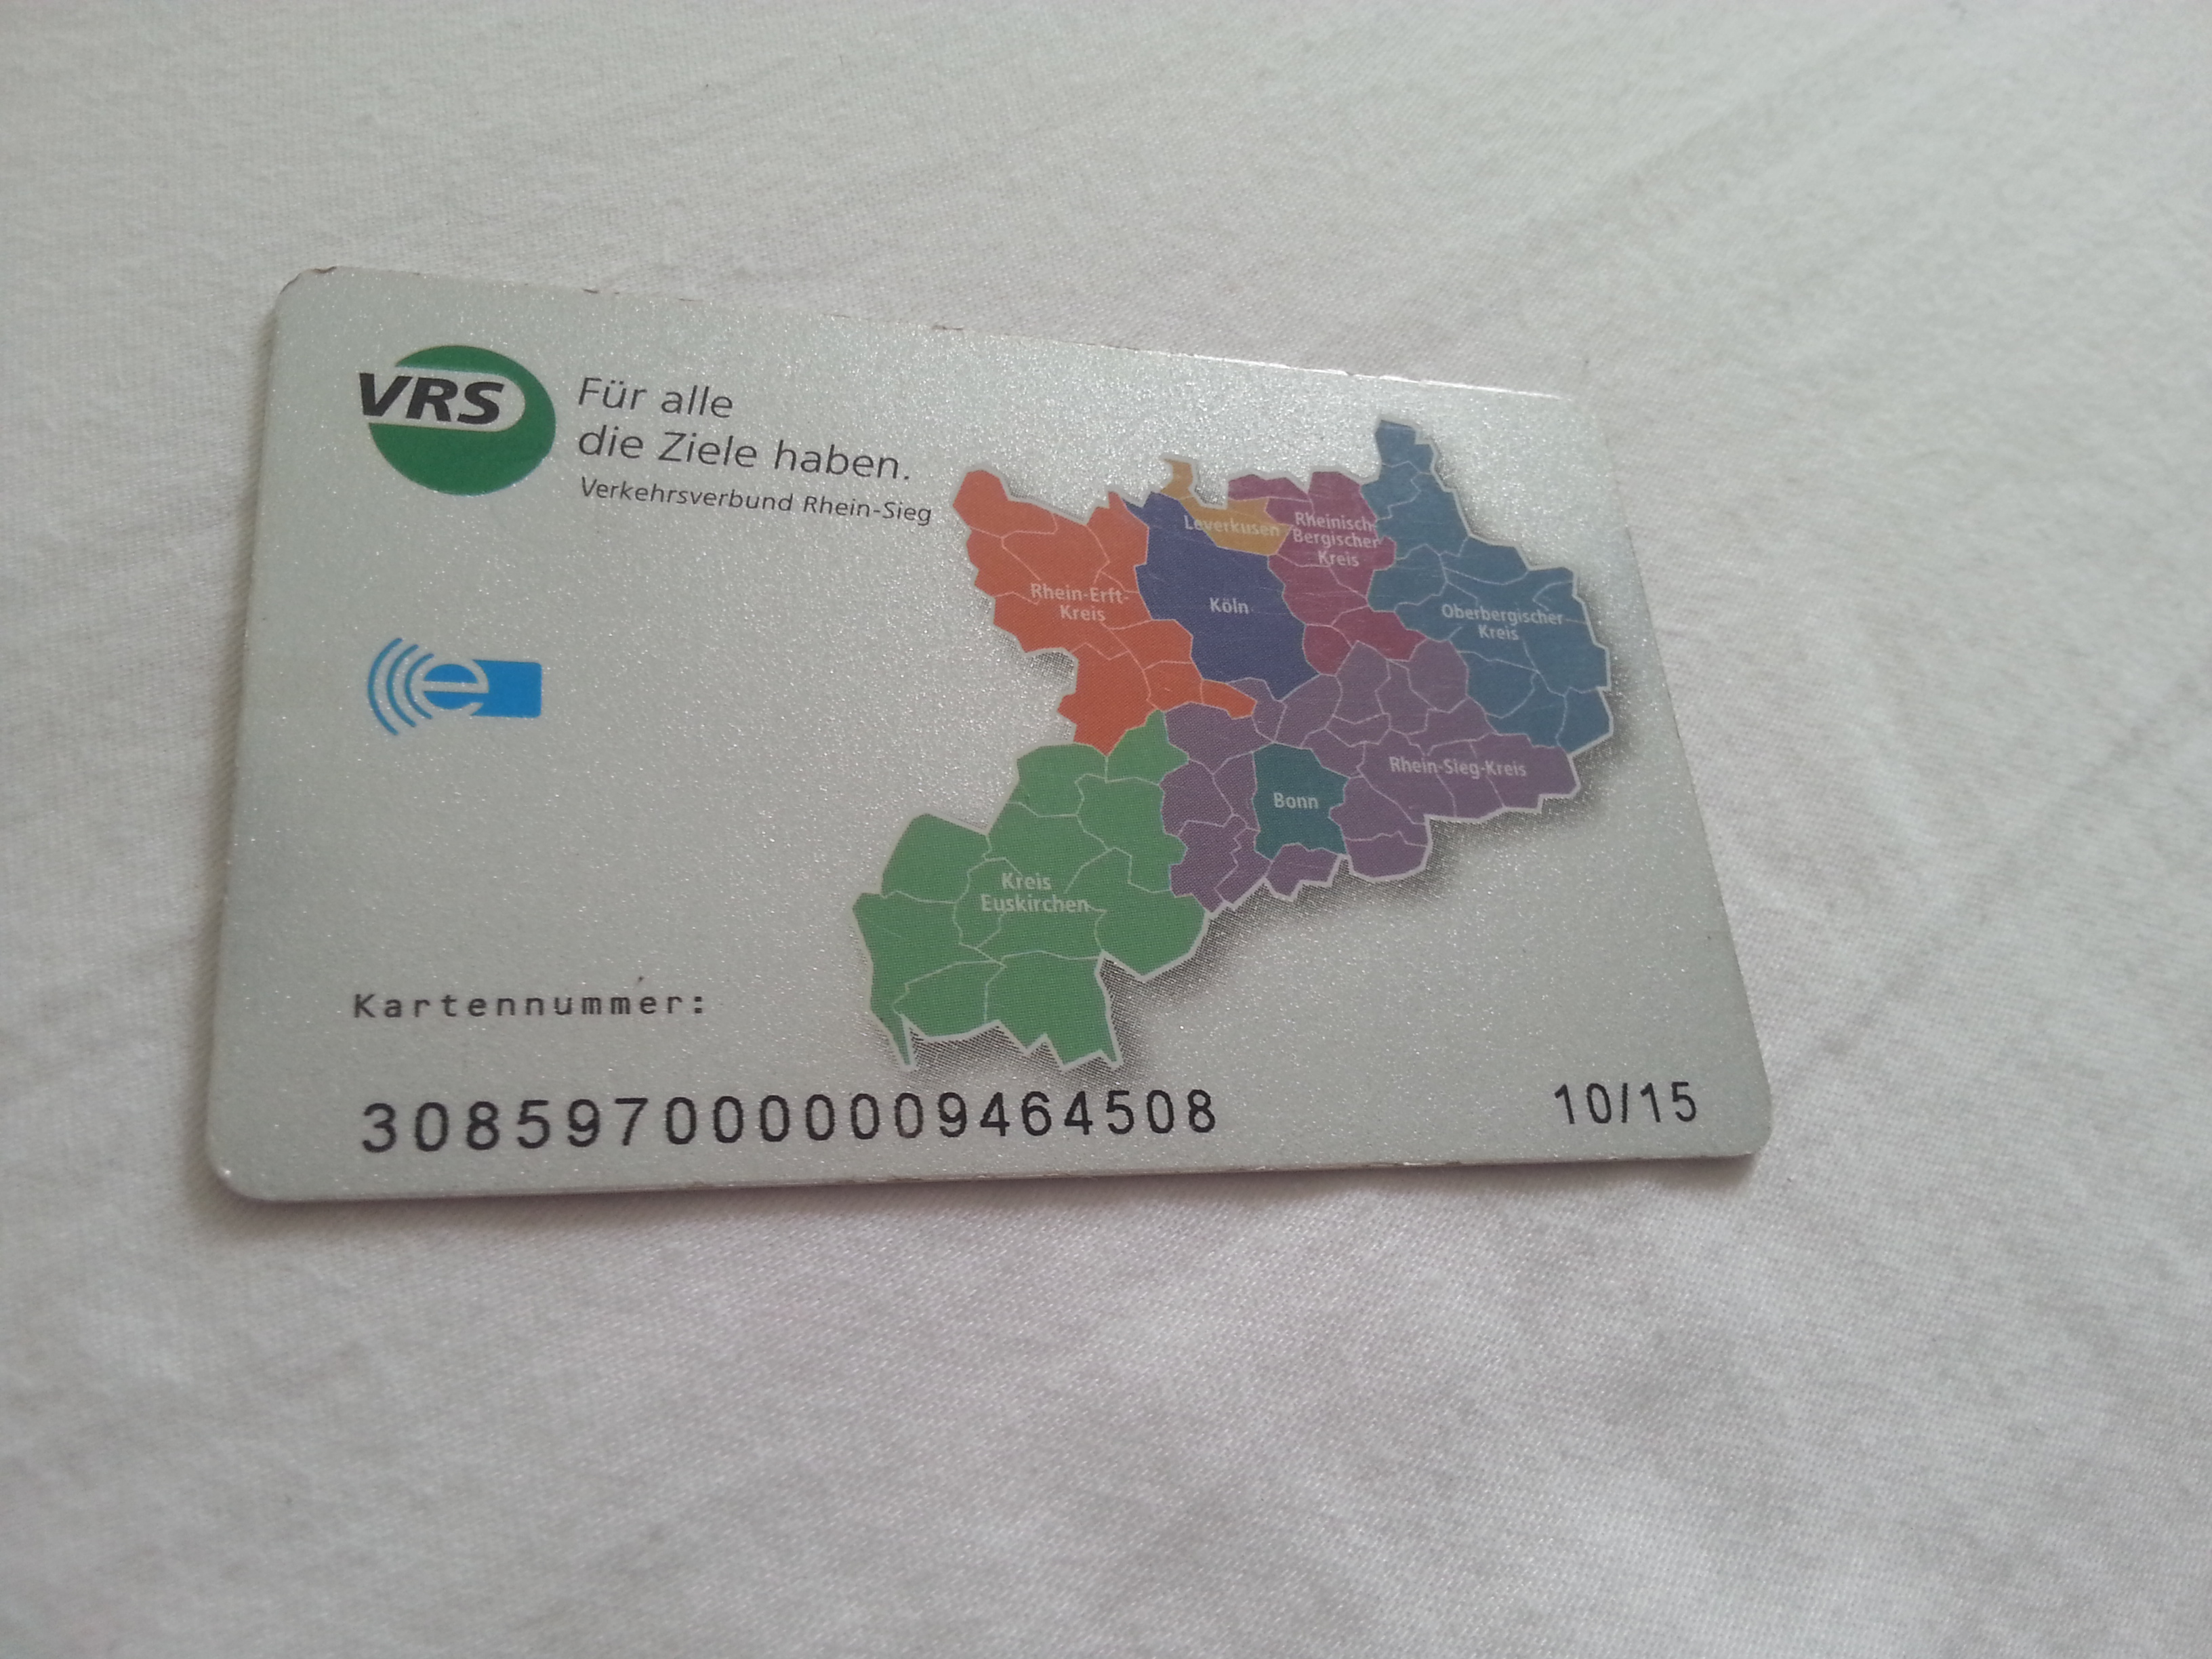 VRS
Für alle
die Ziele haben.
Verkehrsverbund Rhein-Sieg
e
Leverkusen
Rheinisch-
Bergischer
Kreis
Rhein-Erft-
Kreis
Köln
Oberbergischer
Kreis
Rhein-Sieg-Kreis
Bonn
Kreis
Euskirchen
Kartennummer:
30859700000009464508
10/15